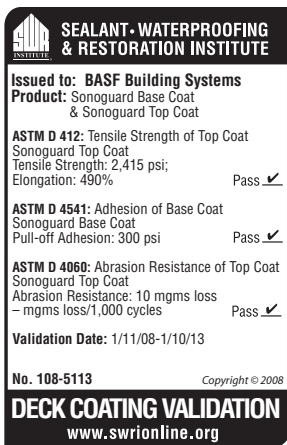 SWR
INSTITUTE
SEALANT • WATERPROOFING
& RESTORATION INSTITUTE
Issued to: BASF Building Systems
Product: Sonoguard Base Coat
& Sonoguard Top Coat
ASTM D 412: Tensile Strength of Top Coat
Sonoguard Top Coat
Tensile Strength: 2,415 psi;
Elongation: 490% Pass ✔
ASTM D 4541: Adhesion of Base Coat
Sonoguard Base Coat
Pull-off Adhesion: 300 psi Pass ✔
ASTM D 4060: Abrasion Resistance of Top Coat
Sonoguard Top Coat
Abrasion Resistance: 10 mgms loss
– mgms loss/1,000 cycles Pass ✔
Validation Date: 1/11/08-1/10/13
No. 108-5113 Copyright © 2008
DECK COATING VALIDATION
www.swrionline.org